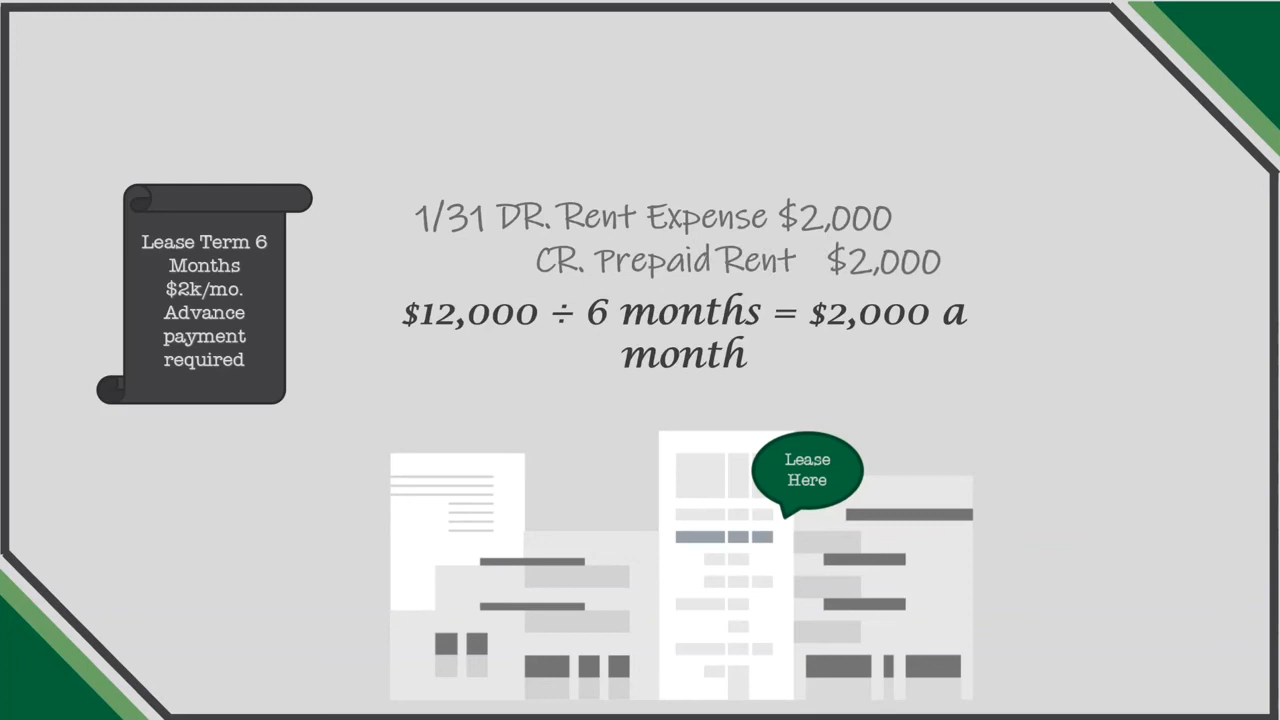 Lease Term 6
Months
$2k/mo.
Advance
payment
required
1/31 DR. Rent Expense $2,000
CR. Prepaid Rent $2,000
$12,000 ÷ 6 months = $2,000 a
month
Lease
Here